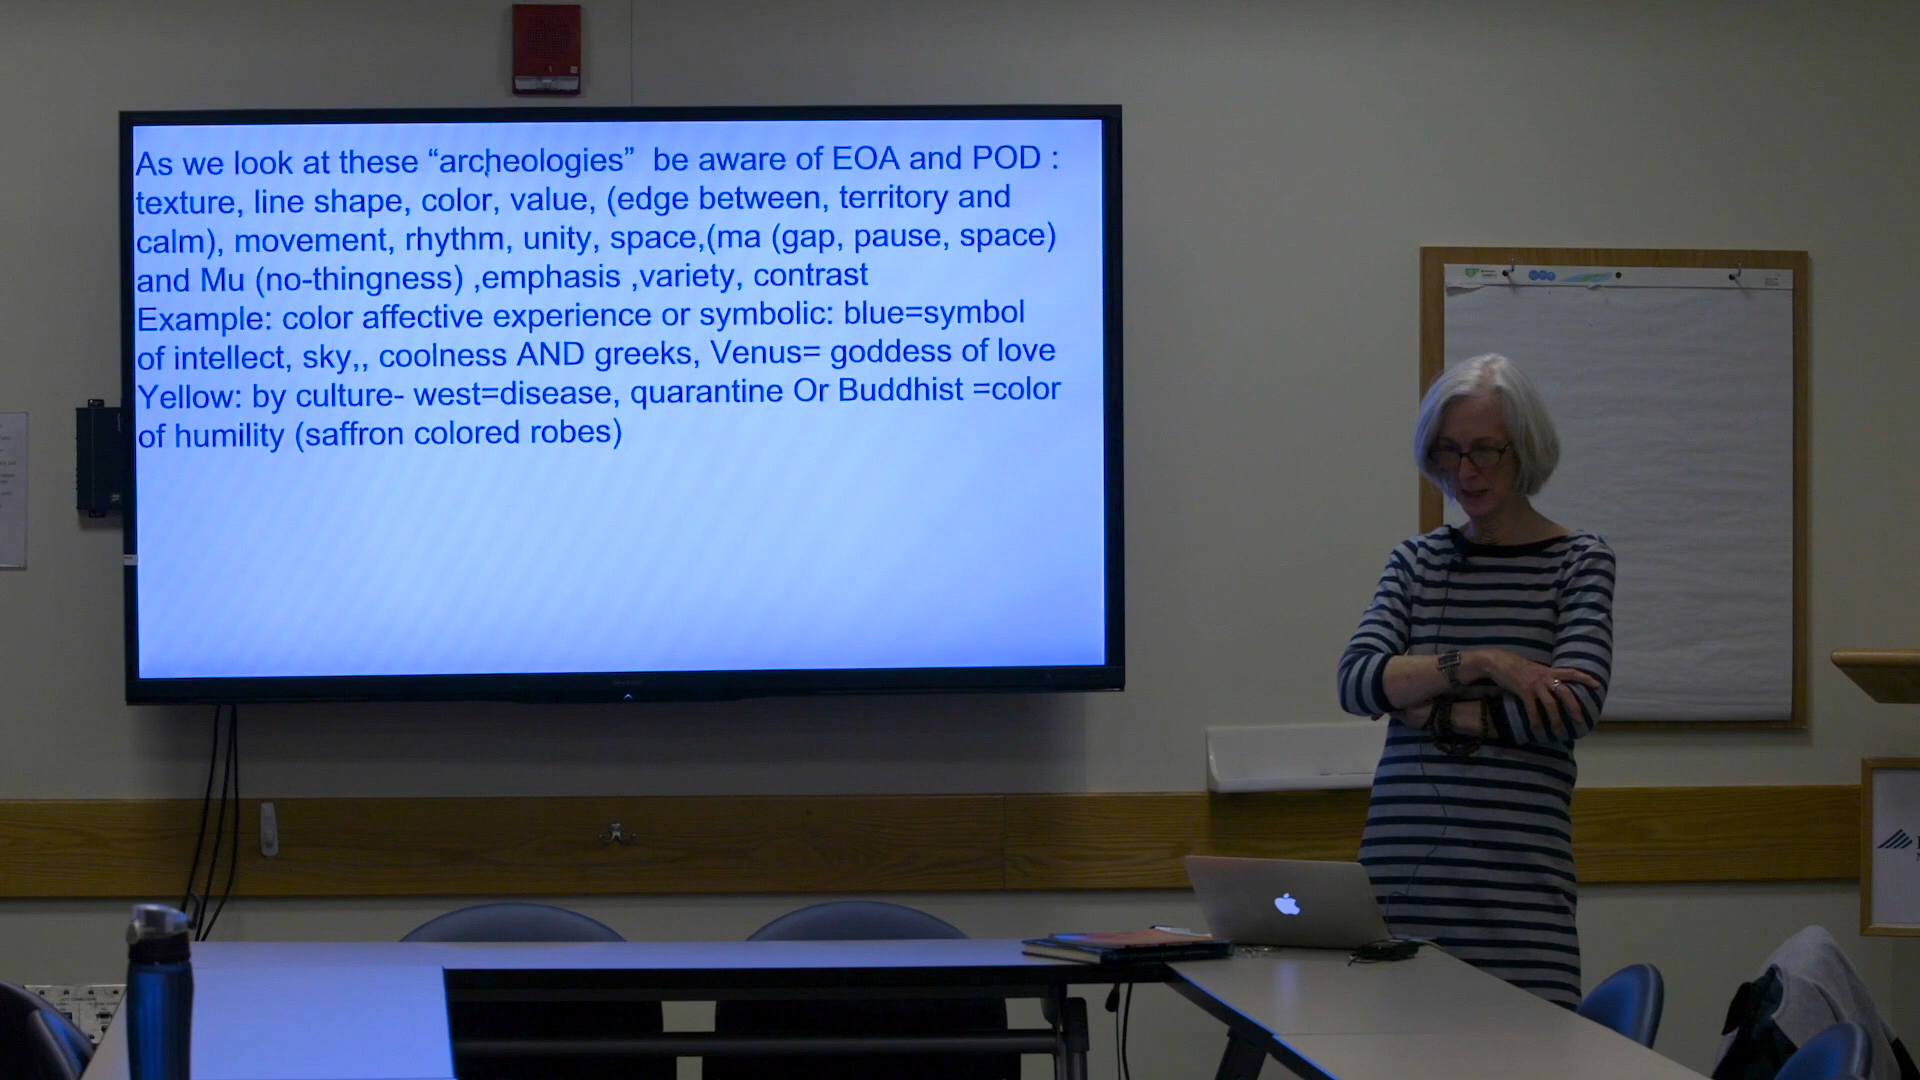 As we look at these “archeologies”  be aware of EOA and POD :
texture, line shape, color, value, (edge between, territory and
calm), movement, rhythm, unity, space,(ma (gap, pause, space)
and Mu (no-thingness) ,emphasis ,variety, contrast
Example: color affective experience or symbolic: blue=symbol
of intellect, sky,, coolness AND greeks, Venus= goddess of love
Yellow: by culture- west=disease, quarantine Or Buddhist =color
of humility (saffron colored robes)